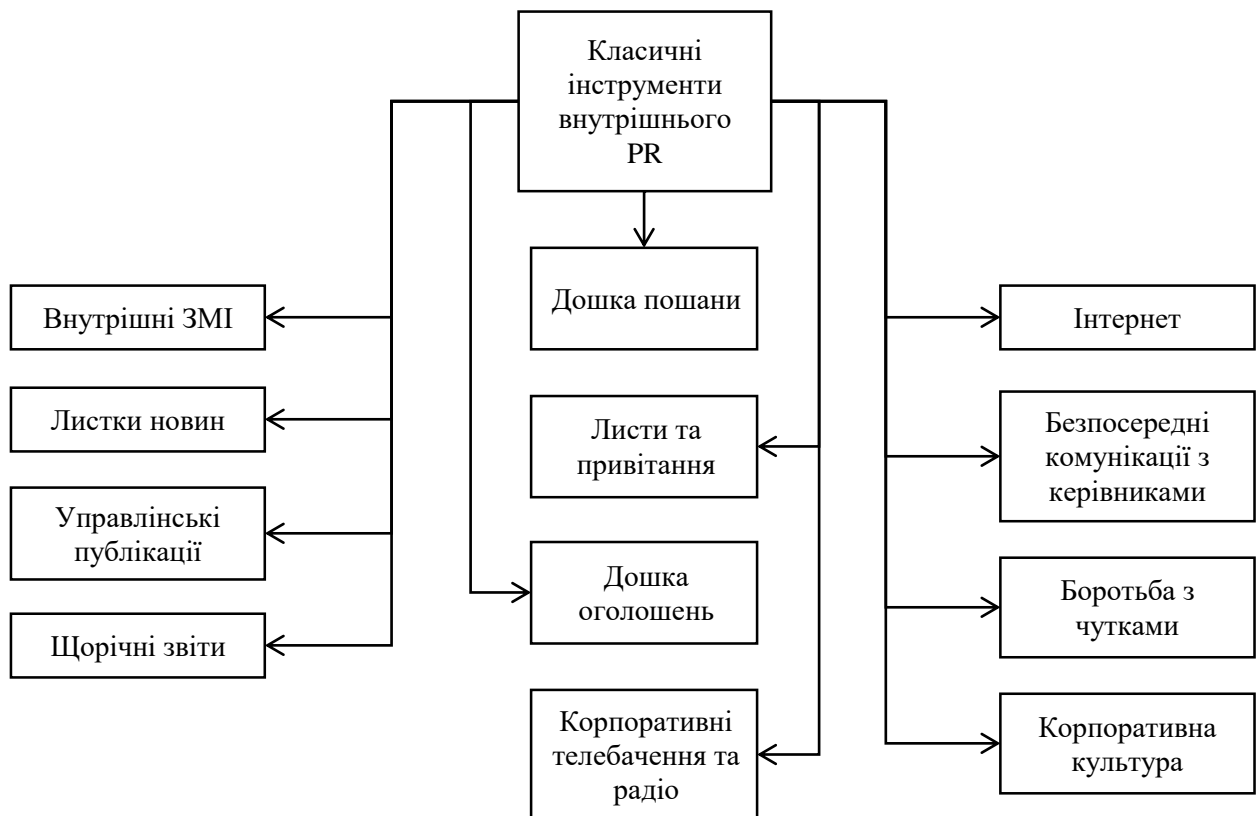 Класичні
інструменти
внутрішнього
PR
Дошка пошани
Внутрішні ЗМІ
Інтернет
Листки новин
Листи та
привітання
Безпосередні
комунікації з
керівниками
Управлінські
публікації
Дошка
оголошень
Боротьба з
чутками
Щорічні звіти
Корпоративні
телебачення та
радіо
Корпоративна
культура